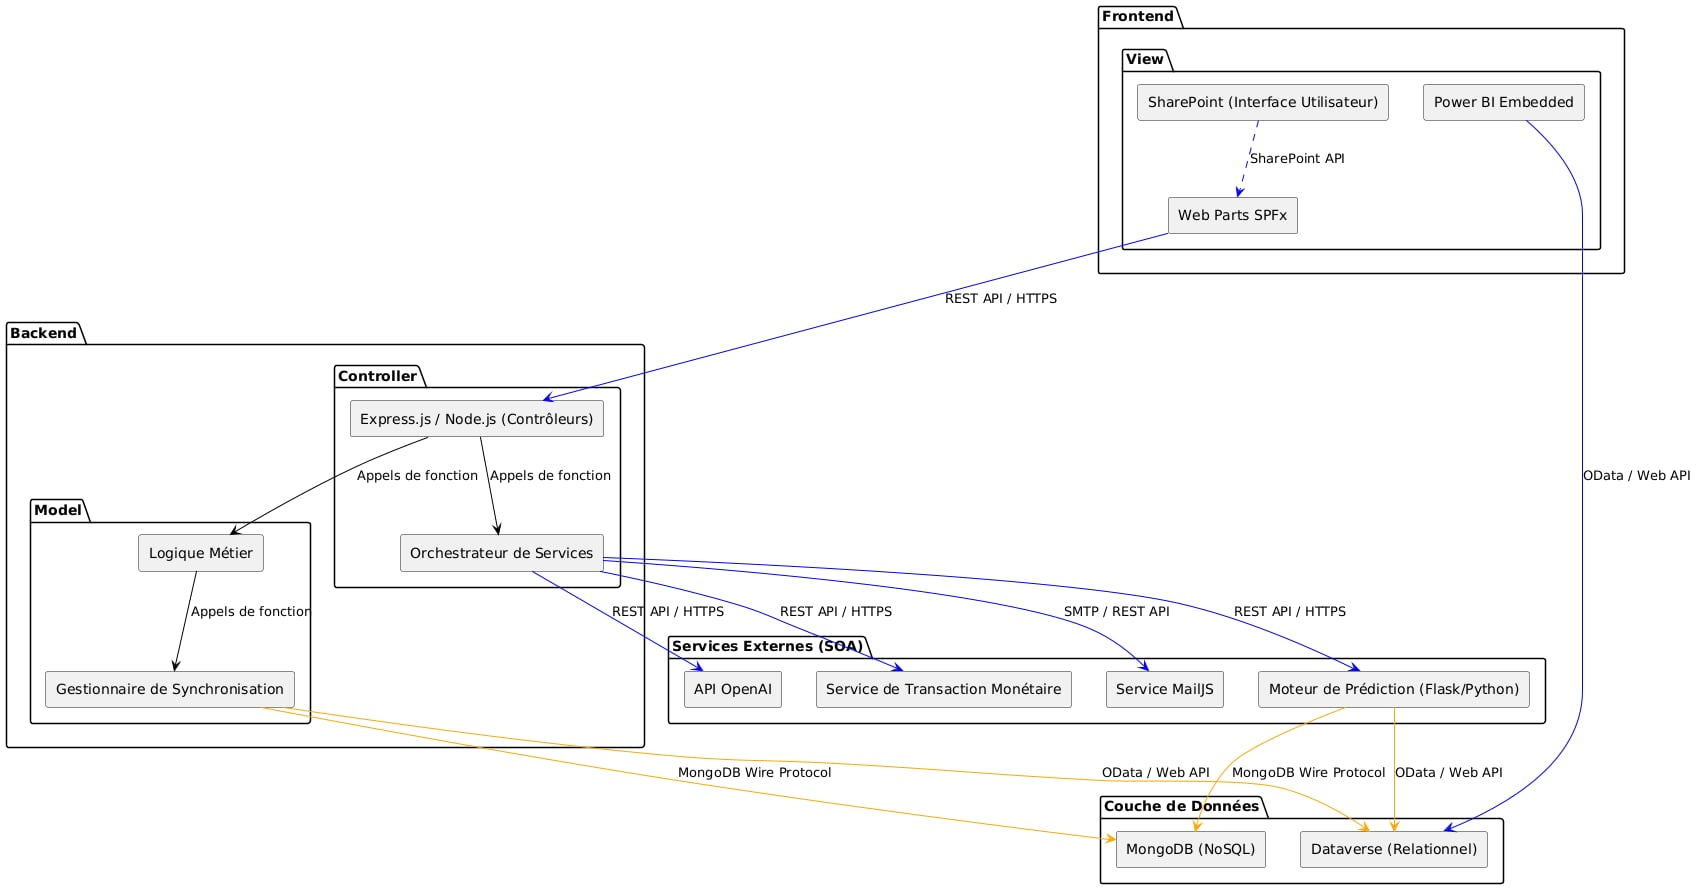 Frontend
View
SharePoint (Interface Utilisateur)
Power BI Embedded
SharePoint API
Web Parts SPFx
REST API / HTTPS
Backend
Controller
Express.js / Node.js (Contrôleurs)
Appels de fonction
Appels de fonction
OData / Web API
Model
Logique Métier
Orchestrateur de Services
Appels de fonction
REST API / HTTPS
REST API / HTTPS
SMTP / REST API
REST API / HTTPS
Services Externes (SOA)
Gestionnaire de Synchronisation
API OpenAI
Service de Transaction Monétaire
Service MailJS
Moteur de Prédiction (Flask/Python)
MongoDB Wire Protocol
OData / Web API
MongoDB Wire Protocol
OData / Web API
Couche de Données
MongoDB (NoSQL)
Dataverse (Relationnel)